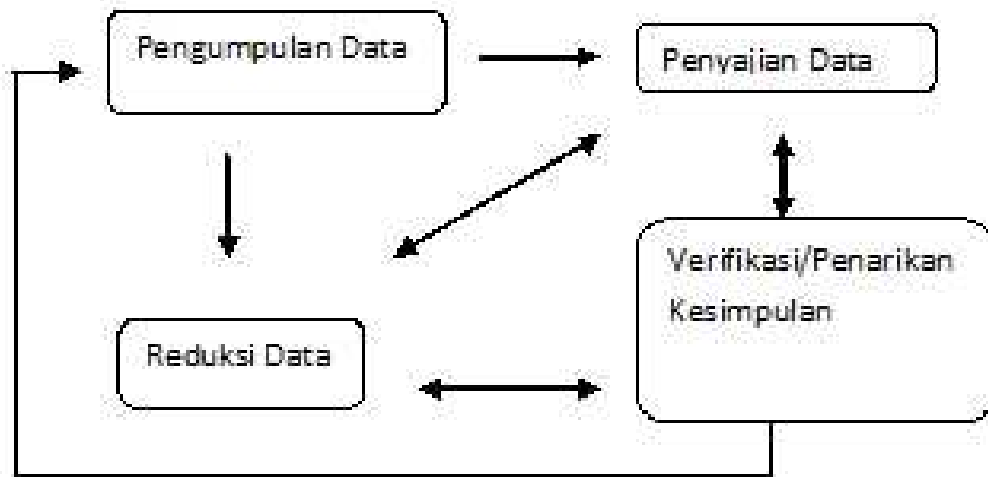 Pengumpulan Data
Penyajian Data
Verifikasi/Penarikan
Kesimpulan
Reduksi Data